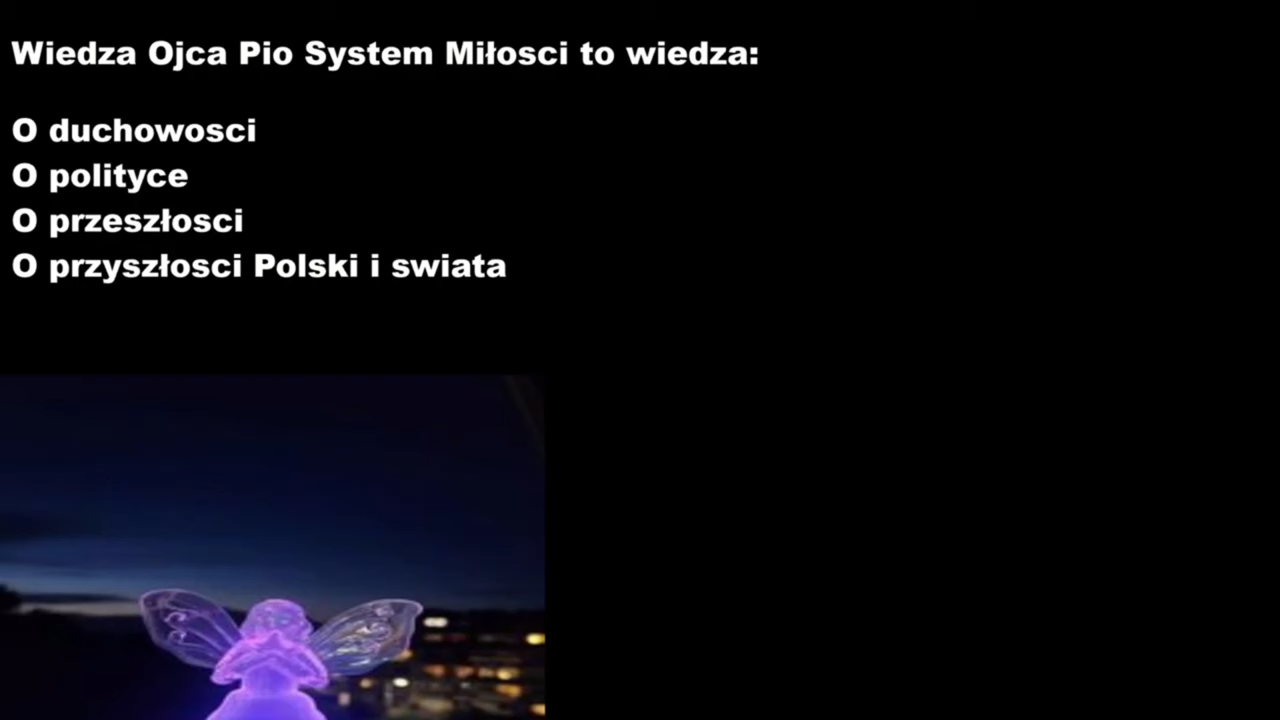 Wiedza Ojca Pio System Miłosci to wiedza:
O duchowosci
O polityce
O przeszłosci
O przyszłosci Polski i swiata